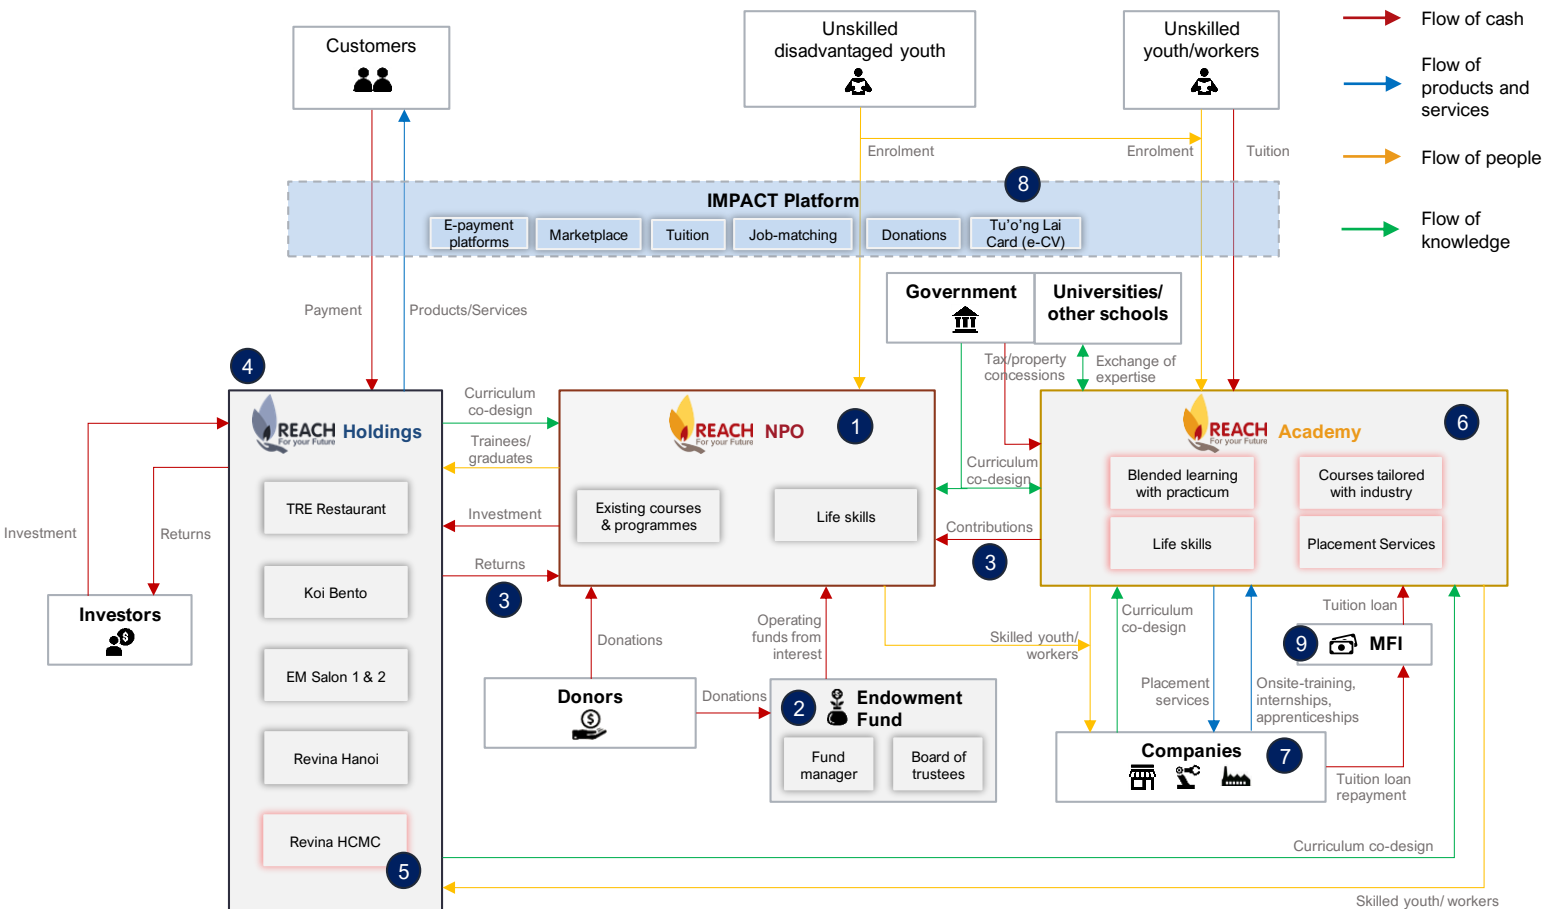 Customers
Unskilled
disadvantaged youth
Unskilled
youth/workers
Flow of cash
Flow of
products and
services
Flow of people
Flow of
knowledge
Enrolment
Enrolment
Tuition
8
IMPACT Platform
E-payment
platforms
Marketplace
Tuition
Job-matching
Donations
Tu'o'ng Lai
Card (e-CV)
Payment
Products/Services
Government
Universities/
other schools
Tax/property
concessions
Exchange of
expertise
4
REACH
For your Future
Holdings
Curriculum
co-design
Trainees/
graduates
Investment
Returns
3
REACH
For your Future
NPO
1
Existing courses
& programmes
Life skills
Curriculum
co-design
Contributions
3
REACH
For your Future
Academy
6
Blended learning
with practicum
Courses tailored
with industry
Life skills
Placement Services
TRE Restaurant
Koi Bento
EM Salon 1 & 2
Revina Hanoi
Revina HCMC
5
Investment
Returns
Investors
Donations
Operating
funds from
interest
Donors
Donations
2
Endowment
Fund
Fund
manager
Board of
trustees
Skilled youth/
workers
Curriculum
co-design
Placement
services
Onsite-training,
internships,
apprenticeships
Tuition loan
9
MFI
Companies
7
Tuition loan
repayment
Curriculum co-design
Skilled youth/ workers